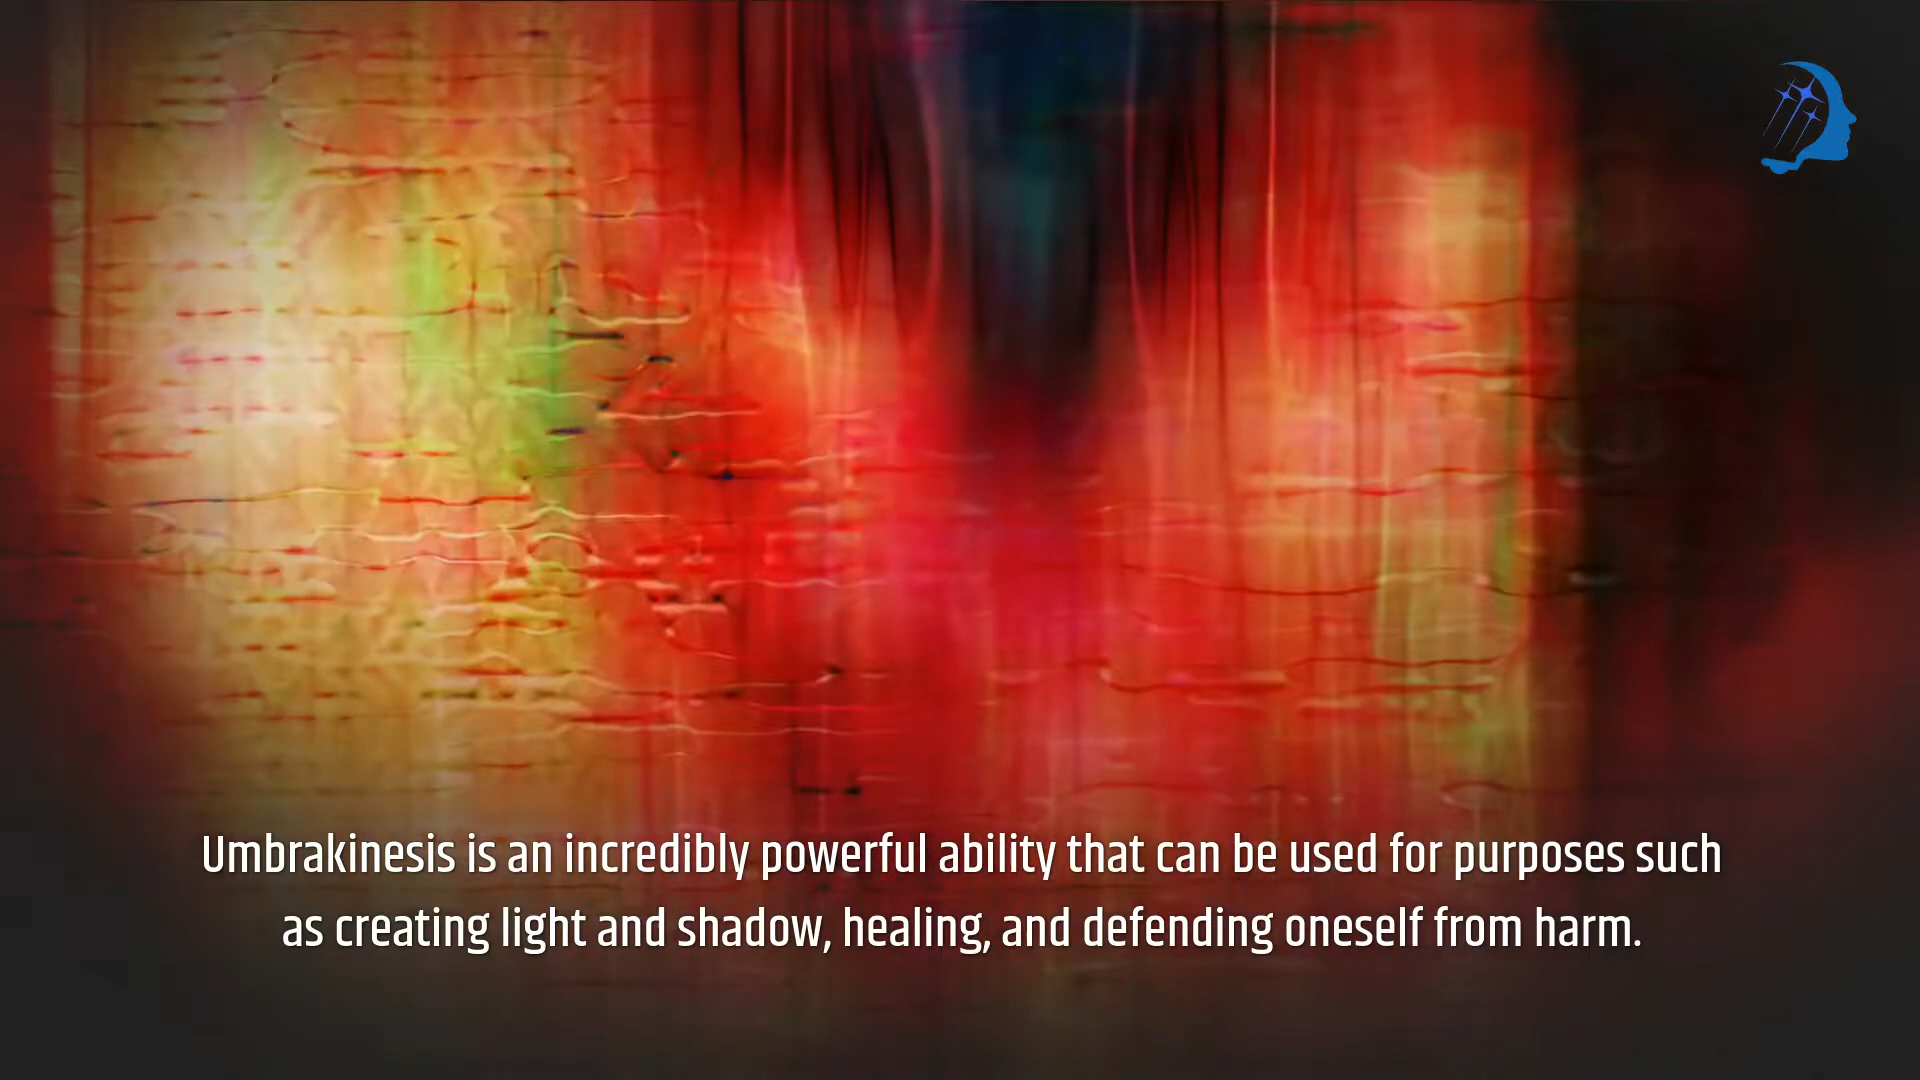 Umbrakinesis is an incredibly powerful ability that can be used for purposes such
as creating light and shadow, healing, and defending oneself from harm.